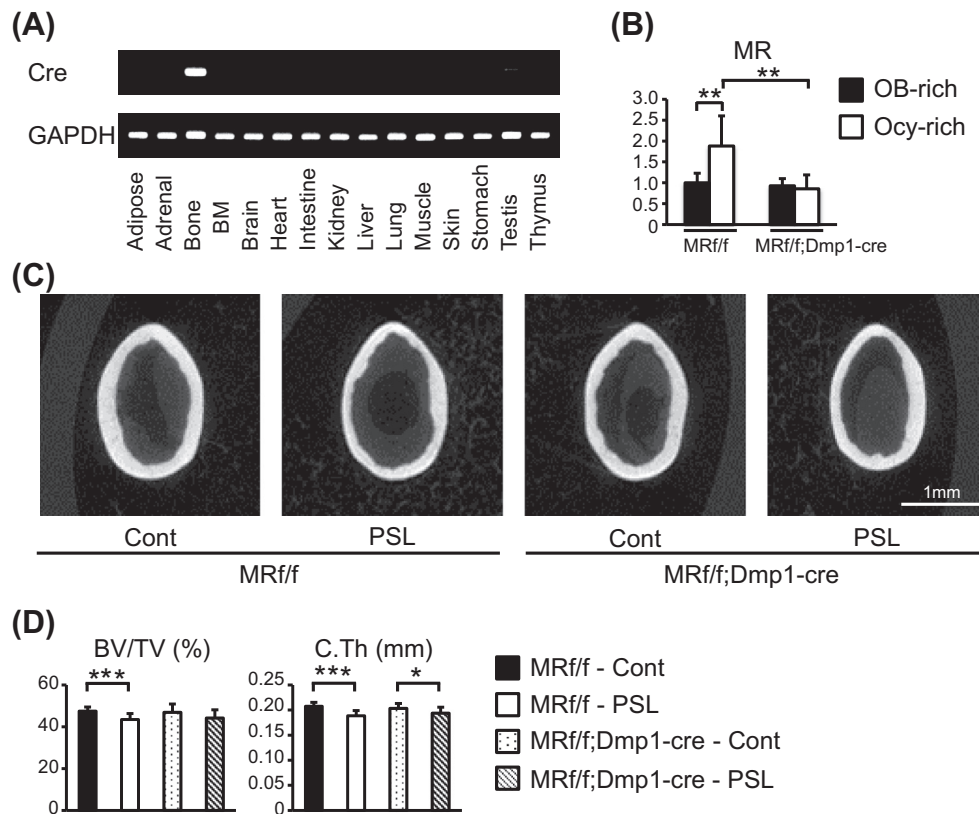 (A)
Cre
GAPDH
Adipose
Adrenal
Bone
BM
Brain
Heart
Intestine
Kidney
Liver
Lung
Muscle
Skin
Stomach
Testis
Thymus
(B)
MR
**
**
3.0
2.5
2.0
1.5
1.0
0.5
0
MRf/f
MRf/f;Dmp1-cre
OB-rich
Ocy-rich
(C)
1mm
Cont
PSL
Cont
PSL
MRf/f
MRf/f;Dmp1-cre
(D)
BV/TV (%)
***
60
40
20
0
C.Th (mm)
***
*
0.25
0.20
0.15
0.10
0.05
0
MRf/f - Cont
MRf/f - PSL
MRf/f;Dmp1-cre - Cont
MRf/f;Dmp1-cre - PSL